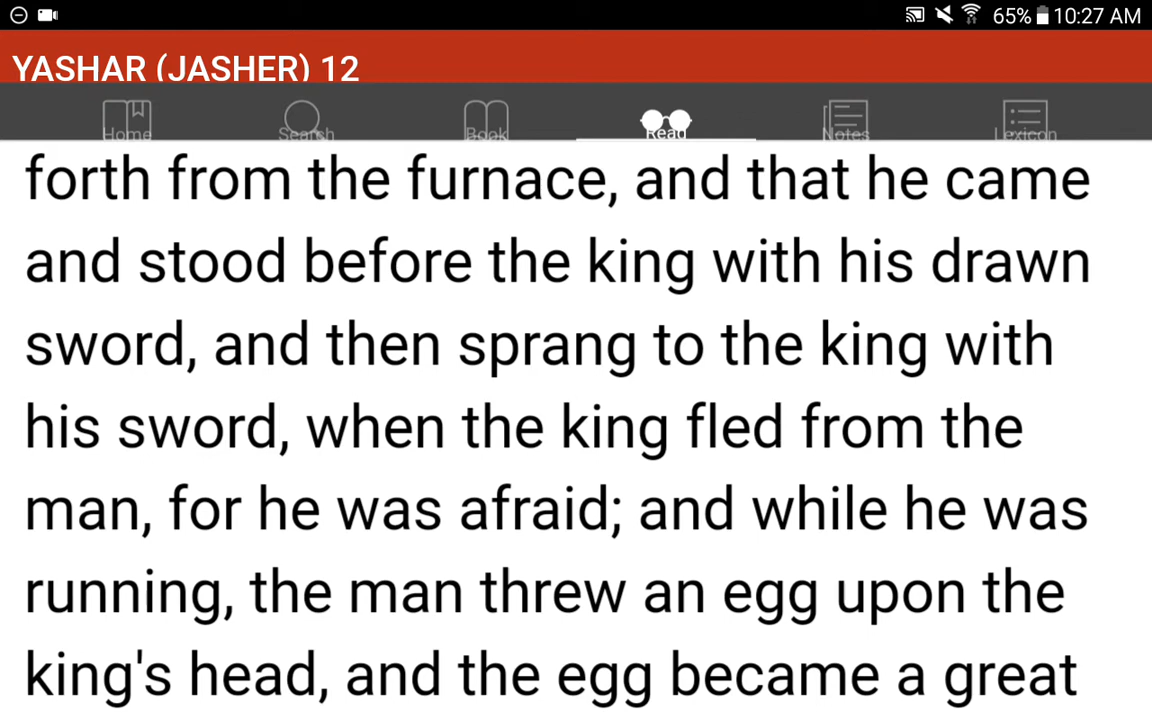 65% 10:27 AM
YASHAR (JASHER) 12
Home Search Book Read Notes Lexicon
forth from the furnace, and that he came
and stood before the king with his drawn
sword, and then sprang to the king with
his sword, when the king fled from the
man, for he was afraid; and while he was
running, the man threw an egg upon the
king's head, and the egg became a great